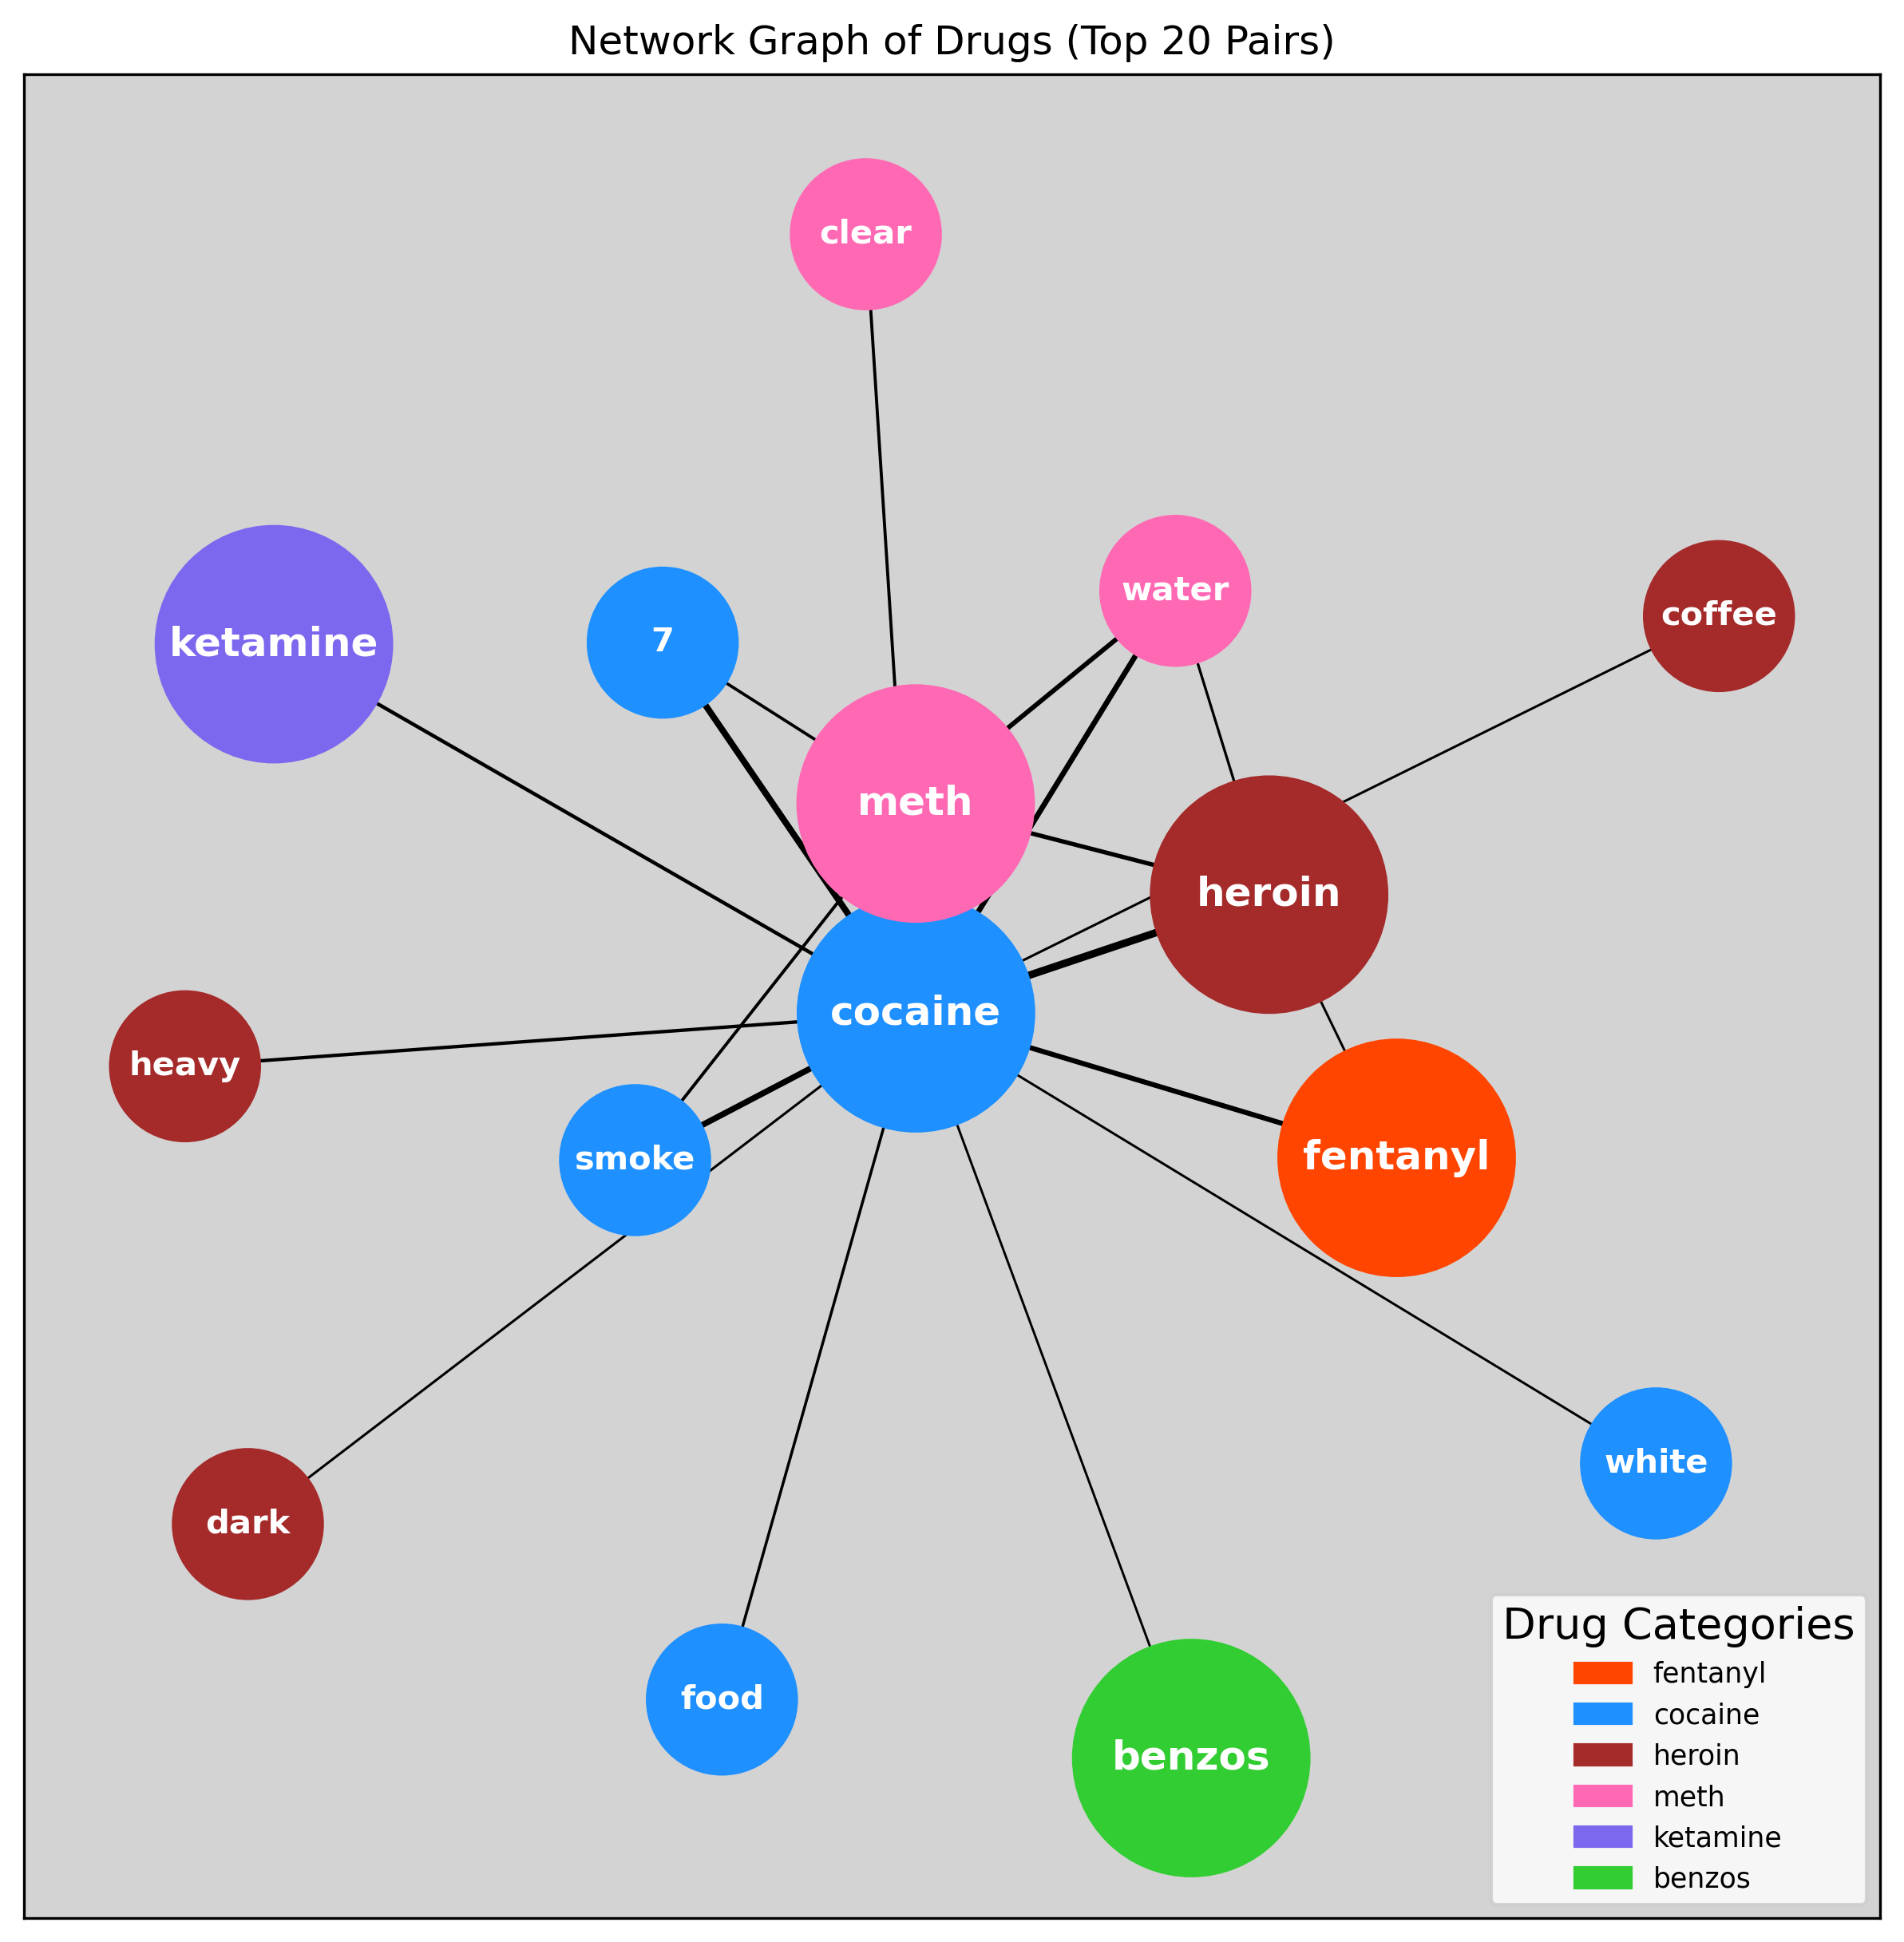 Network Graph of Drugs (Top 20 Pairs)
clear
water
coffee
7
ketamine
meth
heroin
cocaine
heavy
smoke
fentanyl
white
dark
food
benzos
Drug Categories
fentanyl
cocaine
heroin
meth
ketamine
benzos